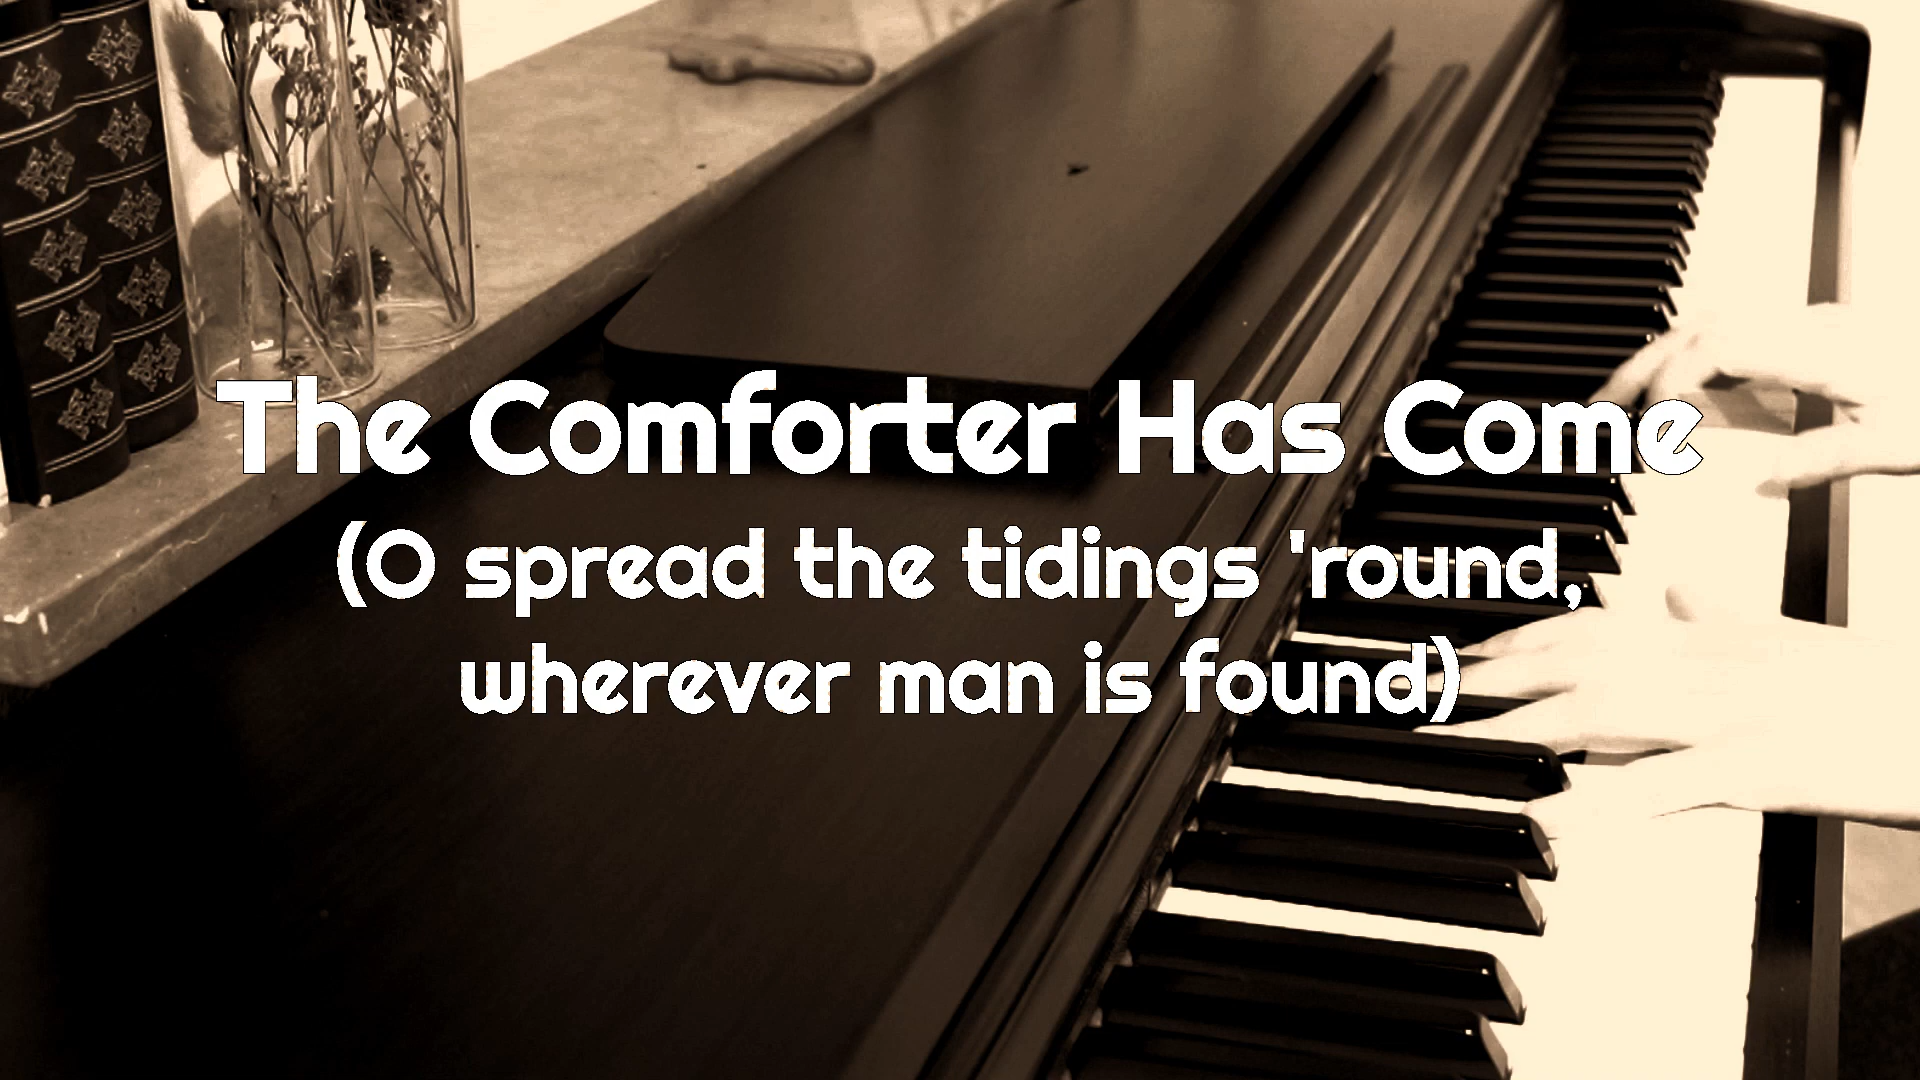 The Comforter Has Come
(O spread the tidings 'round,
wherever man is found)